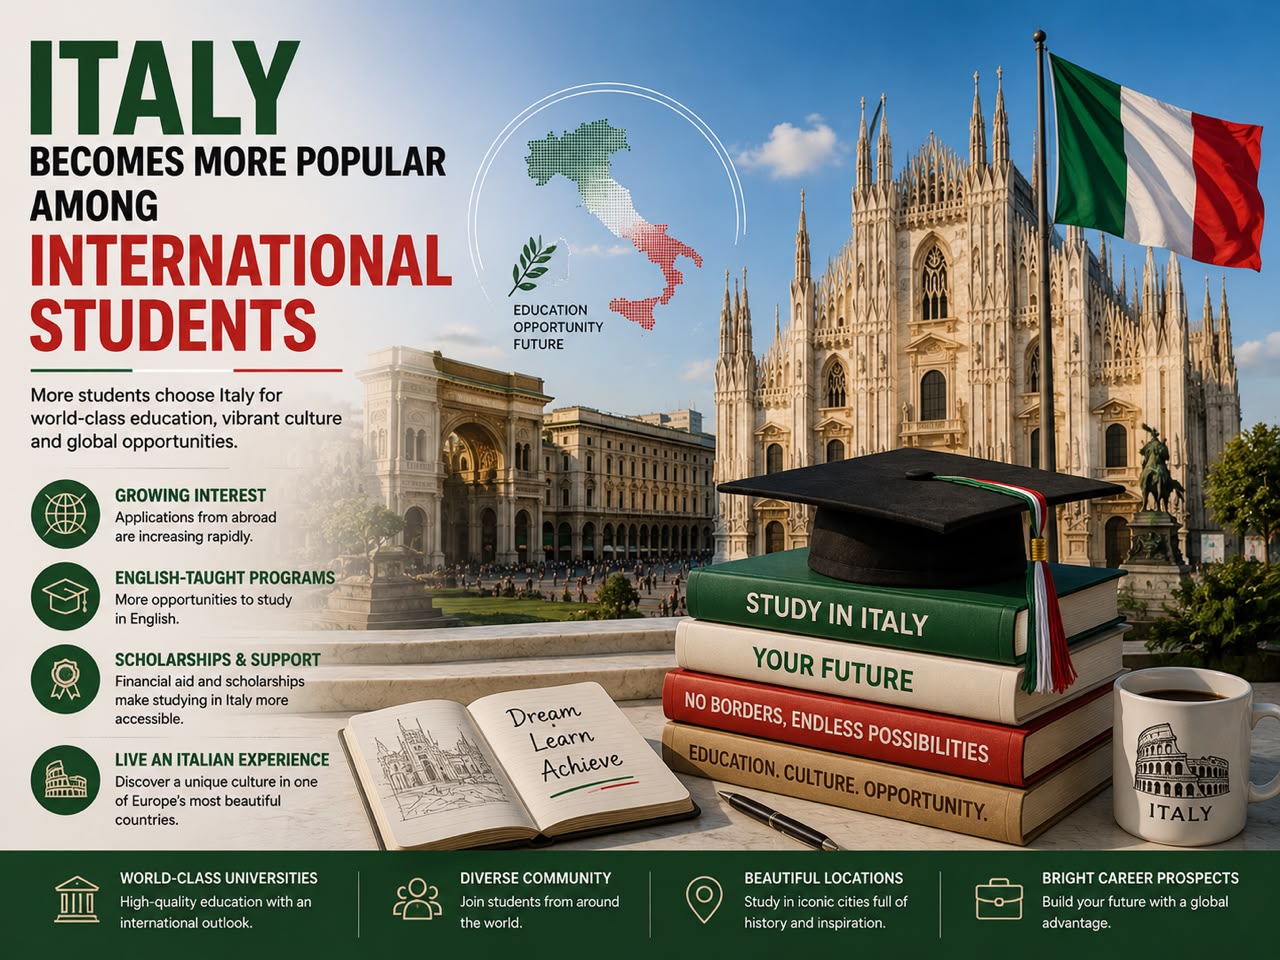 ITALY
BECOMES MORE POPULAR
AMONG
INTERNATIONAL
STUDENTS
More students choose Italy for
world-class education, vibrant culture
and global opportunities.
GROWING INTEREST
Applications from abroad
are increasing rapidly.
ENGLISH-TAUGHT PROGRAMS
More opportunities to study
in English.
SCHOLARSHIPS & SUPPORT
Financial aid and scholarships
make studying in Italy more
accessible.
LIVE AN ITALIAN EXPERIENCE
Discover a unique culture in one
of Europe's most beautiful
countries.
EDUCATION
OPPORTUNITY
FUTURE
Dream
Learn
Achieve
STUDY IN ITALY
YOUR FUTURE
NO BORDERS, ENDLESS POSSIBILITIES
EDUCATION. CULTURE. OPPORTUNITY.
ITALY
WORLD-CLASS UNIVERSITIES
High-quality education with an
international outlook.
DIVERSE COMMUNITY
Join students from around
the world.
BEAUTIFUL LOCATIONS
Study in iconic cities full of
history and inspiration.
BRIGHT CAREER PROSPECTS
Build your future with a global
advantage.